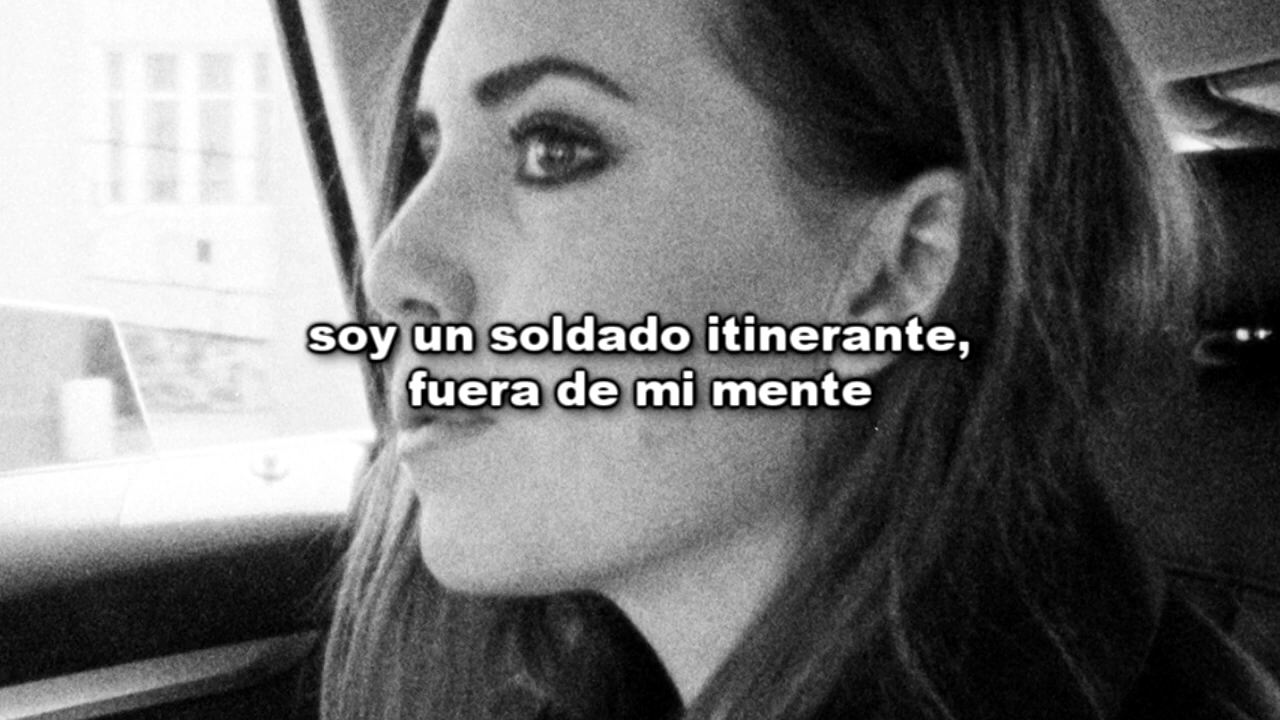 soy un soldado itinerante,
fuera de mi mente